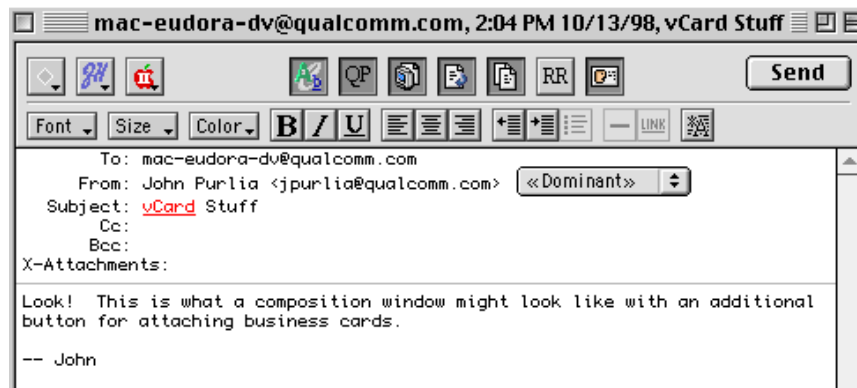 mac-eudora-dv@qualcomm.com, 2:04 PM 10/13/98, vCard Stuff
QP RR Send
Font Size Color B I U LINK
To: mac-eudora-dv@qualcomm.com
From: John Purlia <jpurlia@qualcomm.com> «Dominant»
Subject: vCard Stuff
Cc:
Bcc:
X-Attachments:
Look!  This is what a composition window might look like with an additional
button for attaching business cards.
-- John